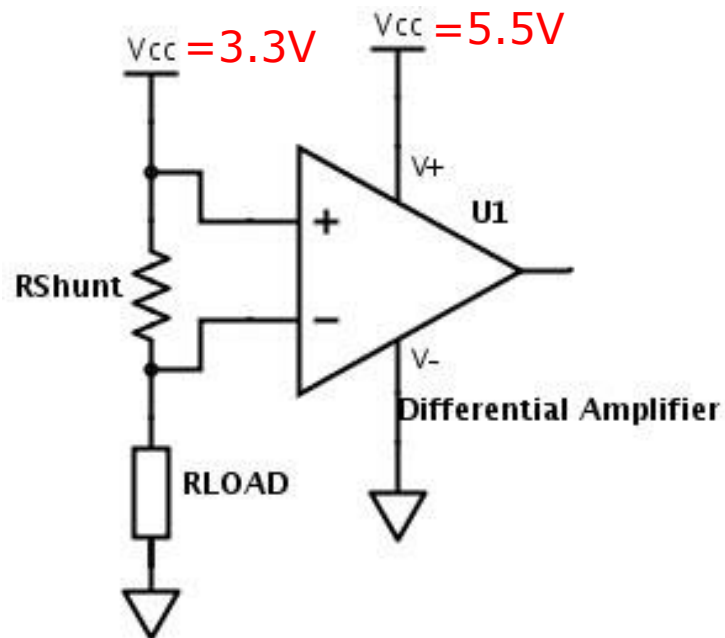 Vcc =3.3V
Vcc =5.5V
V+
U1
+
RShunt
−
V-
Differential Amplifier
RLOAD